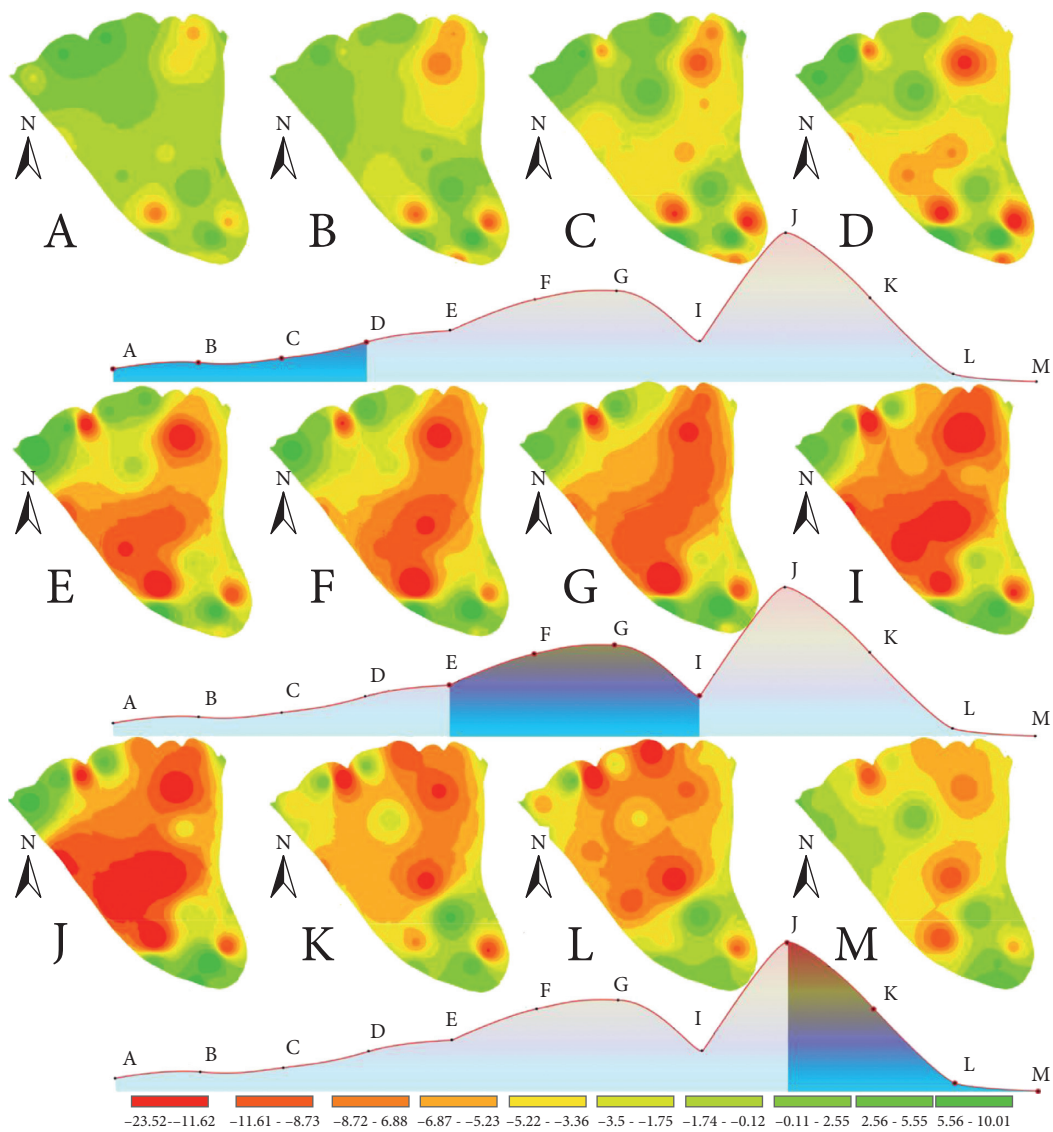 N N N N
A B C D
A B C D E F G I J K L M
N N N N
E F G I
A B C D E F G I J K L M
N N N N
J K L M
A B C D E F G I J K L M
−23.52-−11.62 −11.61 - −8.73 −8.72 - 6.88 −6.87 - −5.23 −5.22 - −3.36 −3.5 - −1.75 −1.74 - −0.12 −0.11 - 2.55 2.56 - 5.55 5.56 - 10.01